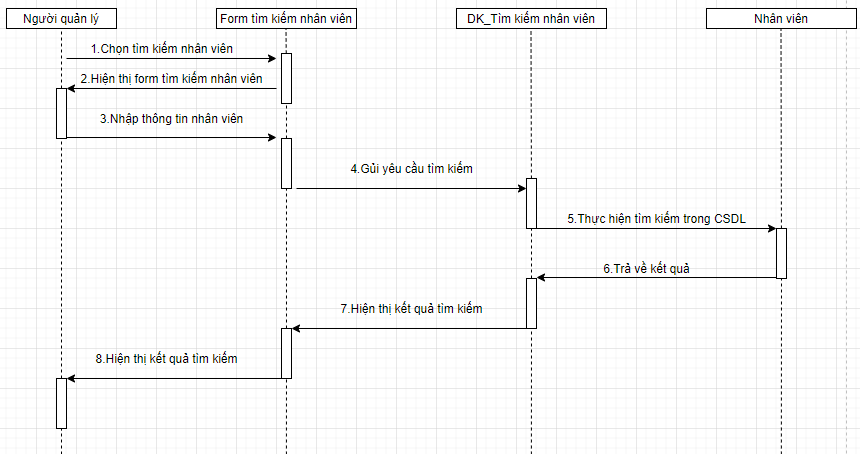 Người quản lý
Form tìm kiếm nhân viên
DK_Tìm kiếm nhân viên
Nhân viên
1.Chọn tìm kiếm nhân viên
2.Hiện thị form tìm kiếm nhân viên
3.Nhập thông tin nhân viên
4.Gủi yêu cầu tìm kiếm
5.Thực hiện tìm kiếm trong CSDL
6.Trả về kết quả
7.Hiện thị kết quả tìm kiếm
8.Hiện thị kết quả tìm kiếm